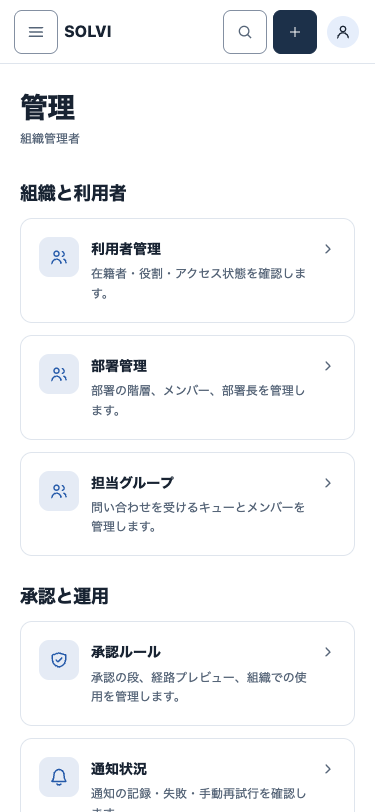 SOLVI
管理
組織管理者
組織と利用者
利用者管理
在籍者・役割・アクセス状態を確認しま
す。
部署管理
部署の階層、メンバー、部署長を管理し
ます。
担当グループ
問い合わせを受けるキューとメンバーを
管理します。
承認と運用
承認ルール
承認の段、経路プレビュー、組織での使
用を管理します。
通知状況
通知の記録・失敗・手動再試行を確認し
ます。